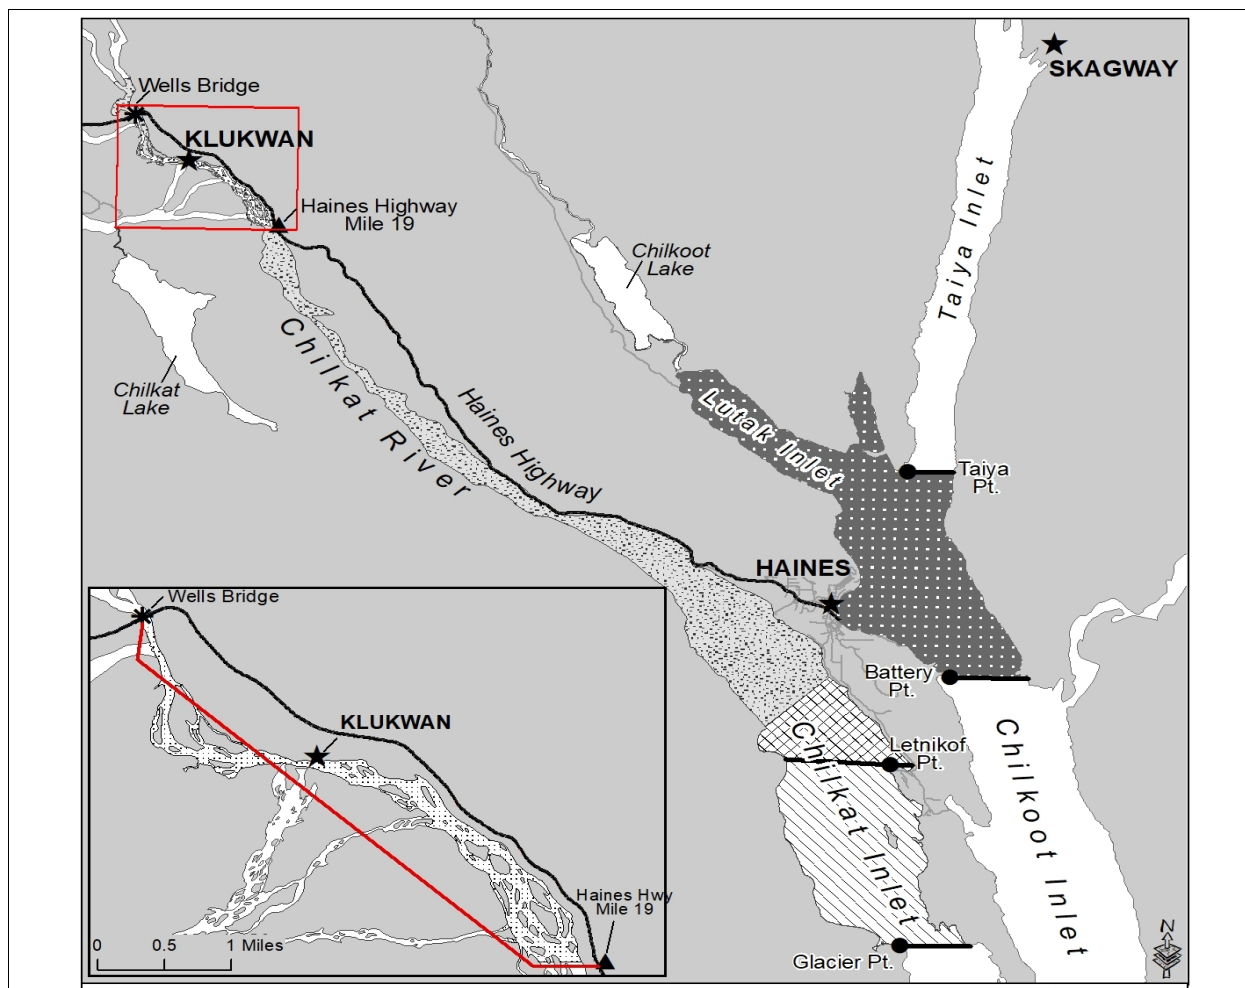 SKAGWAY
Wells Bridge
KLUKWAN
Haines Highway
Mile 19
Taiya Inlet
Chilkoot
Lake
Chilkat River
Chilkat
Lake
Haines Highway
Lutak Inlet
Taiya
Pt.
HAINES
Wells Bridge
Battery
Pt.
KLUKWAN
Letnikof
Pt.
Chilkat Inlet
Chilkoot Inlet
Haines Hwy
Mile 19
0 0.5 1 Miles
N
Glacier Pt.